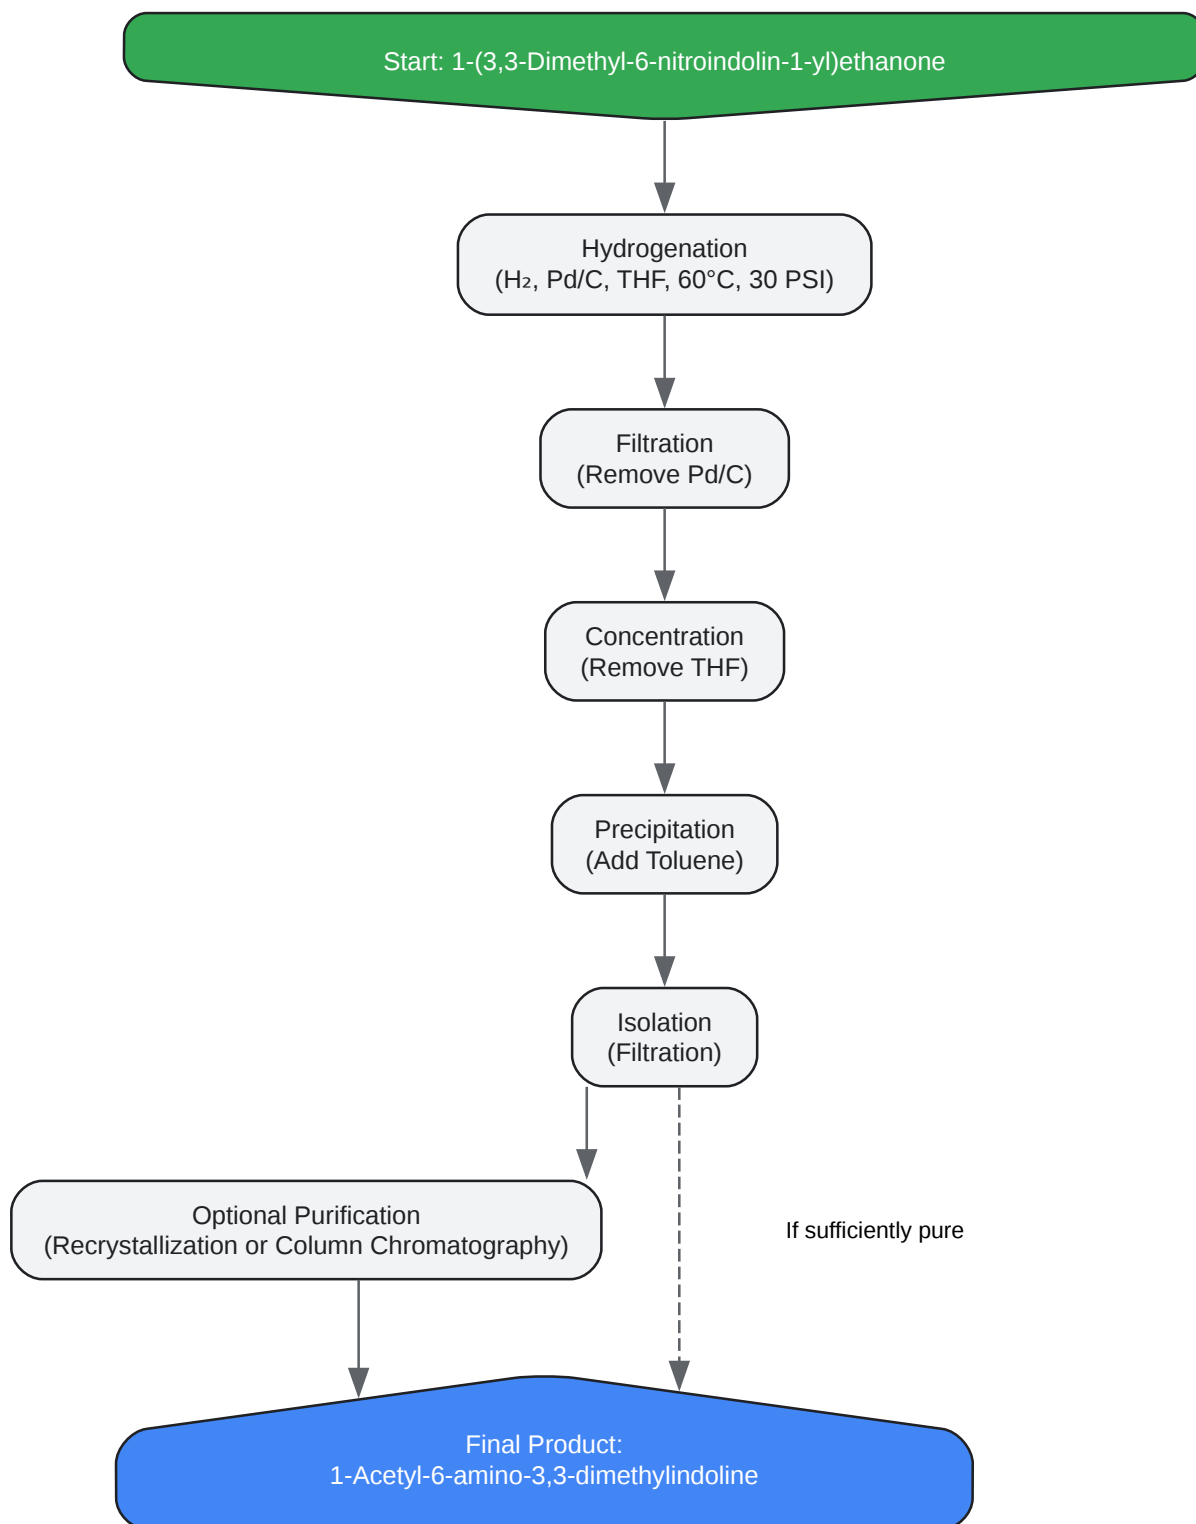 Start: 1-(3,3-Dimethyl-6-nitroindolin-1-yl)ethanone
Hydrogenation
(H₂, Pd/C, THF, 60°C, 30 PSI)
Filtration
(Remove Pd/C)
Concentration
(Remove THF)
Precipitation
(Add Toluene)
Isolation
(Filtration)
Optional Purification
(Recrystallization or Column Chromatography)
If sufficiently pure
Final Product:
1-Acetyl-6-amino-3,3-dimethylindoline